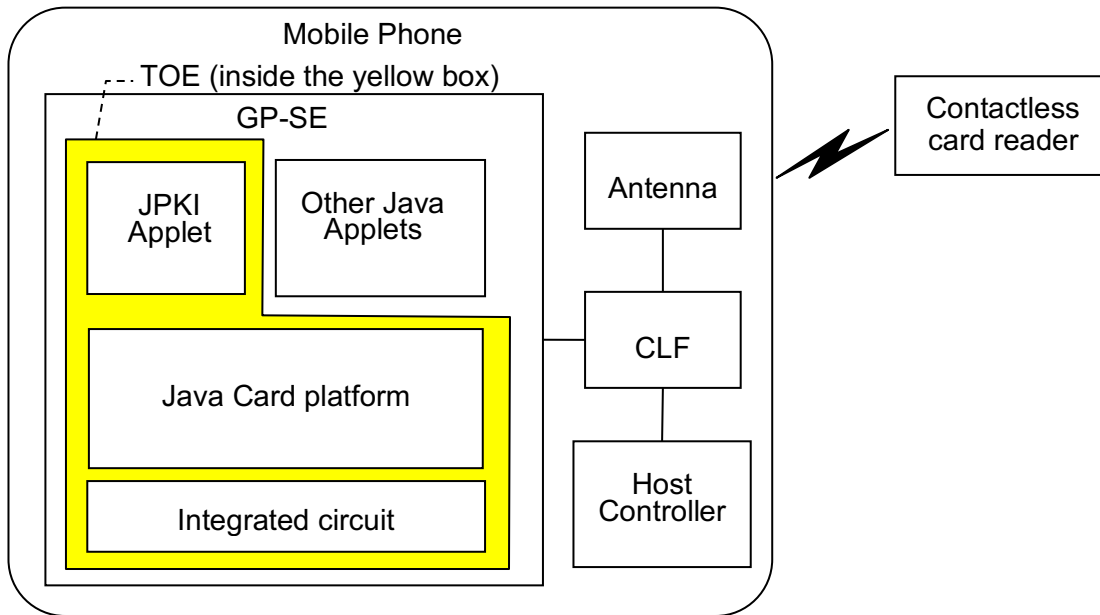 Mobile Phone
TOE (inside the yellow box)
GP-SE
JPKI
Applet
Other Java
Applets
Java Card platform
Integrated circuit
Antenna
CLF
Host
Controller
Contactless
card reader